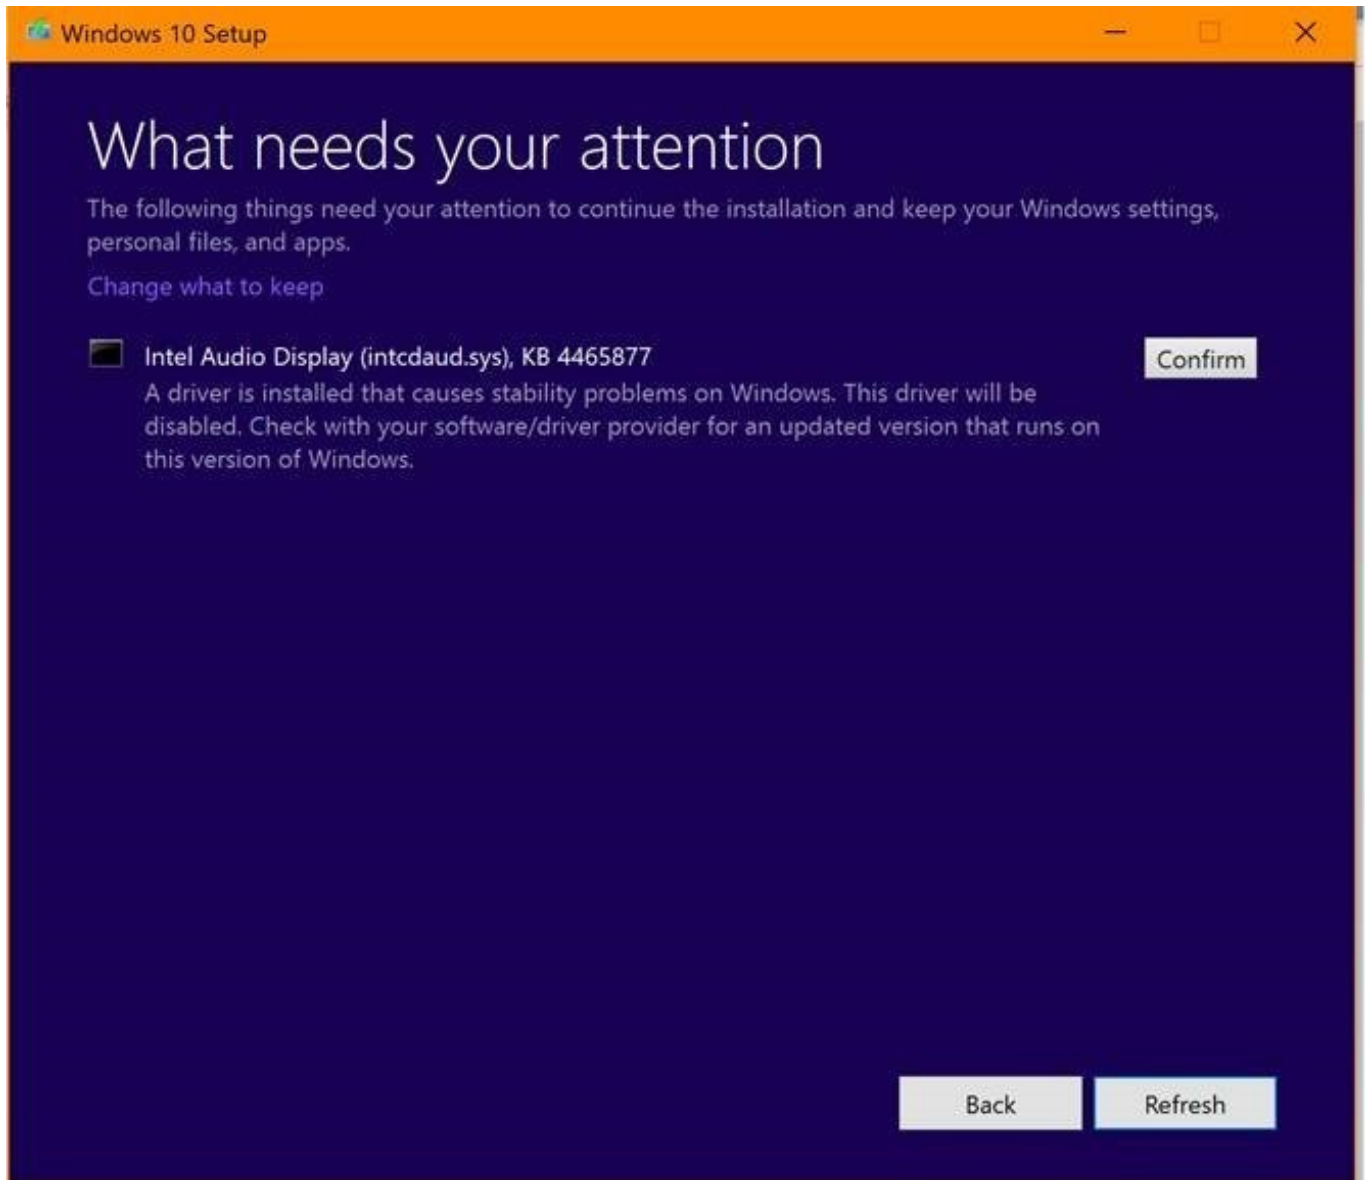 Windows 10 Setup
What needs your attention
The following things need your attention to continue the installation and keep your Windows settings,
personal files, and apps.
Change what to keep
Intel Audio Display (intcdaud.sys), KB 4465877
Confirm
A driver is installed that causes stability problems on Windows. This driver will be
disabled. Check with your software/driver provider for an updated version that runs on
this version of Windows.
Back
Refresh